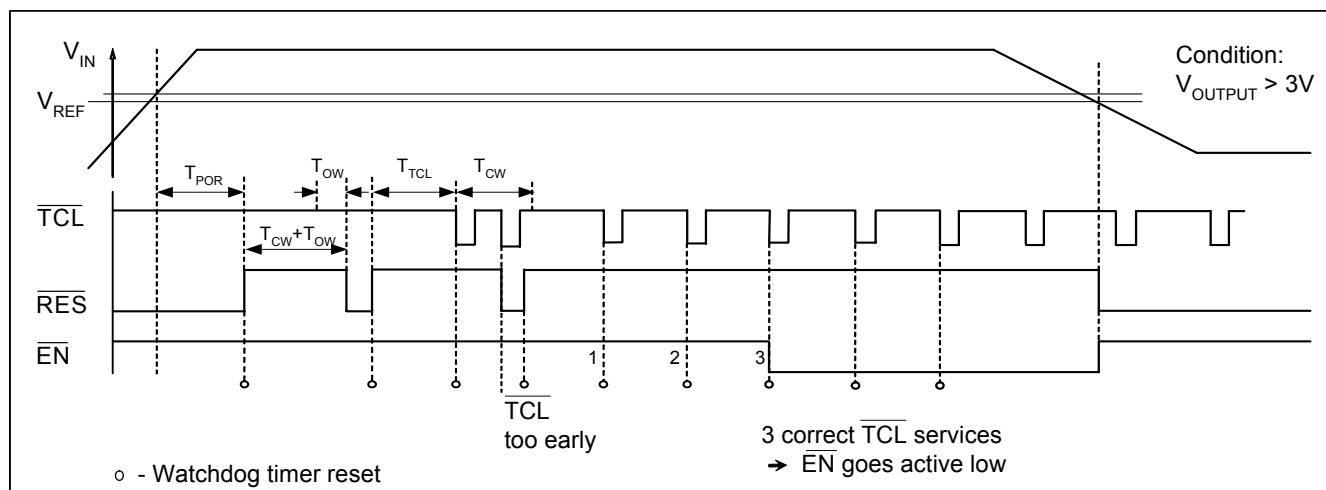 V_IN
Condition:
V_OUTPUT > 3V
V_REF
T_POR
T_OW
T_TCL
T_CW
TCL
T_CW+T_OW
RES
EN
1
2
3
TCL
too early
3 correct TCL services
→ EN goes active low
o - Watchdog timer reset